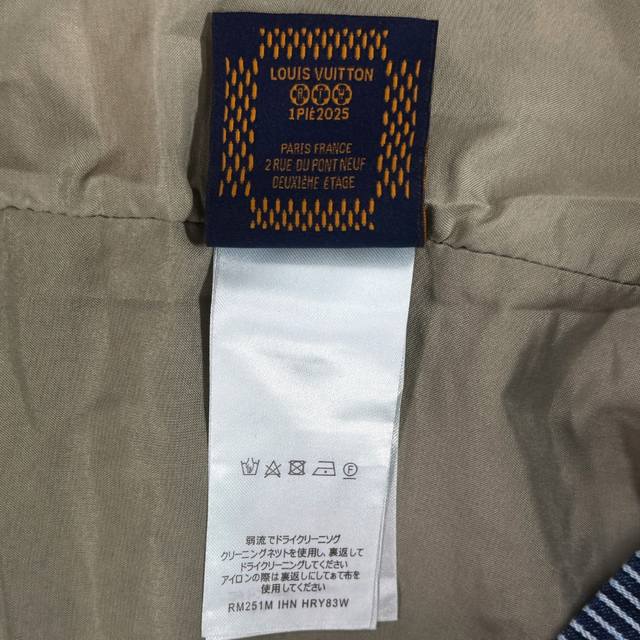 LOUIS VUITTON
1PIÈ2025
PARIS FRANCE
2 RUE DU PONT NEUF
DEUXIÈME ÉTAGE
F
弱流でドライクリーニング
クリーニングネットを使用し、裏返して
ドライクリーニングして
アイロンの際は裏返しにしてあて布を
使用してください
RM251M IHN HRY83W